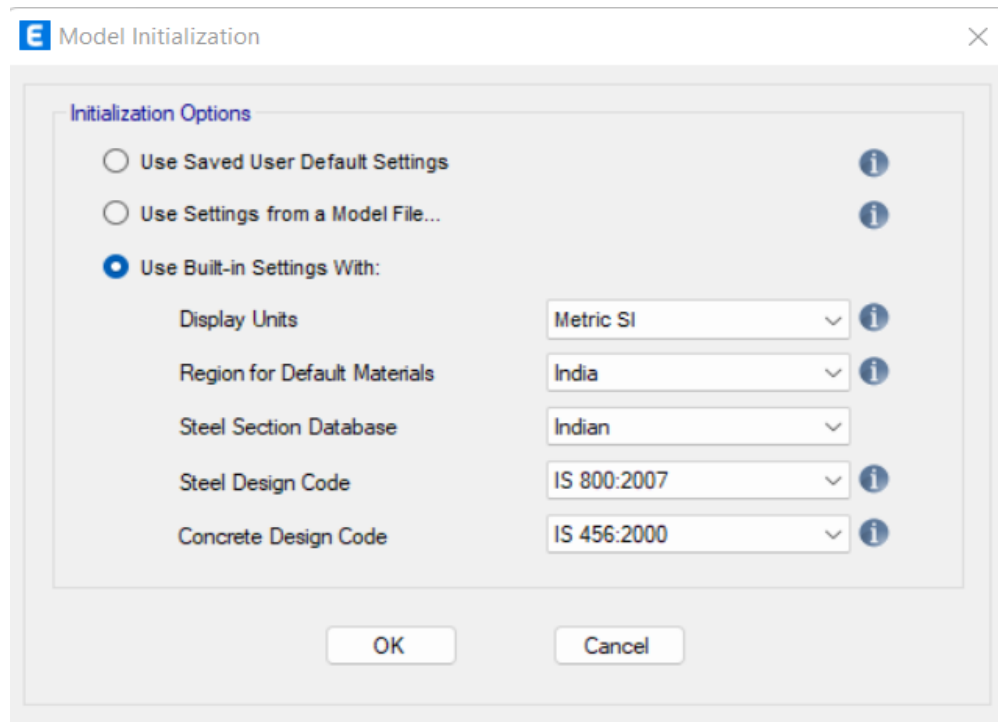 E Model Initialization
Initialization Options
Use Saved User Default Settings
Use Settings from a Model File...
Use Built-in Settings With:
Display Units Metric SI
Region for Default Materials India
Steel Section Database Indian
Steel Design Code IS 800:2007
Concrete Design Code IS 456:2000
OK Cancel